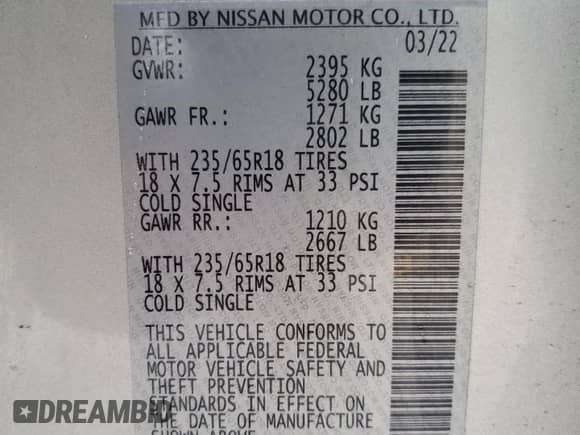 MFD BY NISSAN MOTOR CO., LTD.
DATE: 03/22
GVWR: 2395 KG
5280 LB
GAWR FR.: 1271 KG
2802 LB
WITH 235/65R18 TIRES
18 X 7.5 RIMS AT 33 PSI
COLD SINGLE
GAWR RR.: 1210 KG
2667 LB
WITH 235/65R18 TIRES
18 X 7.5 RIMS AT 33 PSI
COLD SINGLE
THIS VEHICLE CONFORMS TO
ALL APPLICABLE FEDERAL
MOTOR VEHICLE SAFETY AND
THEFT PREVENTION
STANDARDS IN EFFECT ON
THE DATE OF MANUFACTURE
SHOWN ABOVE
DREAMBID